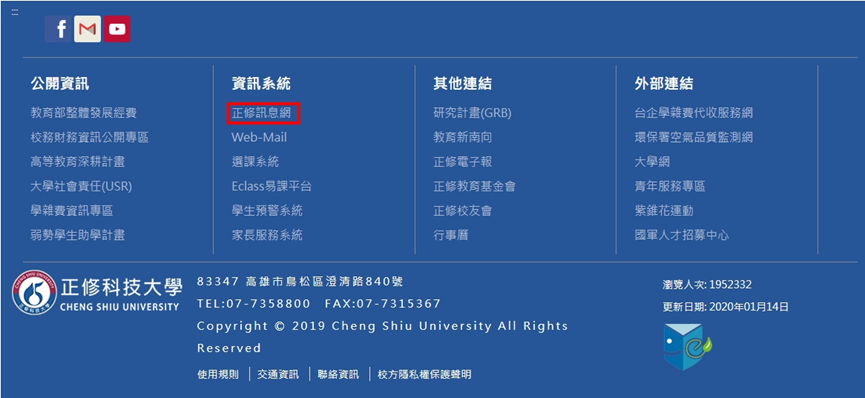 :::
公開資訊
教育部整體發展經費
校務財務資訊公開專區
高等教育深耕計畫
大學社會責任(USR)
學雜費資訊專區
弱勢學生助學計畫
資訊系統
正修訊息網
Web-Mail
選課系統
Eclass易課平台
學生預警系統
家長服務系統
其他連結
研究計畫(GRB)
教育新南向
正修電子報
正修教育基金會
正修校友會
行事曆
外部連結
台企學雜費代收服務網
環保署空氣品質監測網
大學網
青年服務專區
紫錐花運動
國軍人才招募中心
正修科技大學
CHENG SHIU UNIVERSITY
83347 高雄市鳥松區澄清路840號
TEL:07-7358800 FAX:07-7315367
Copyright © 2019 Cheng Shiu University All Rights
Reserved
使用規則 | 交通資訊 | 聯絡資訊 | 校方隱私權保護聲明
瀏覽人次: 1952332
更新日期: 2020年01月14日